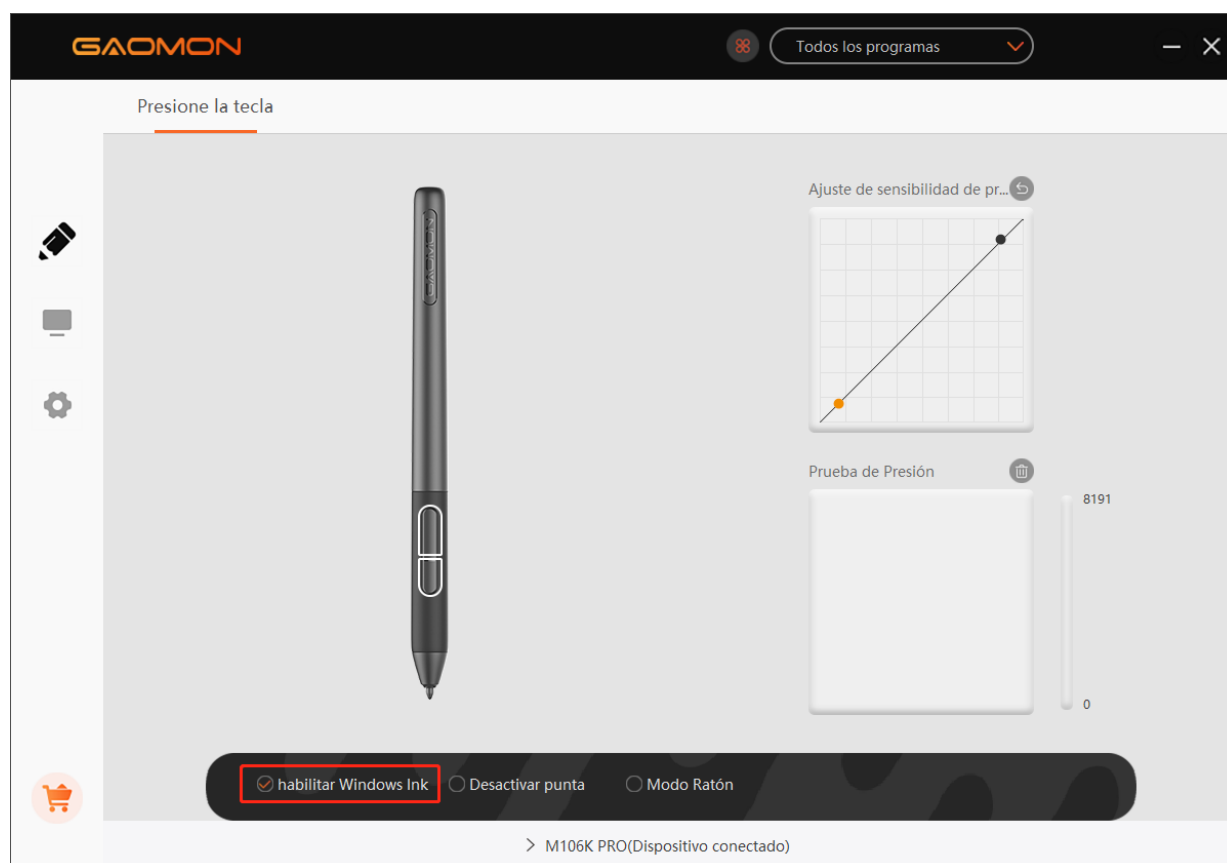 GAOMON
Todos los programas
Presione la tecla
GAOMON
Ajuste de sensibilidad de pr...
Prueba de Presión
8191
0
habilitar Windows Ink
Desactivar punta
Modo Ratón
M106K PRO(Dispositivo conectado)